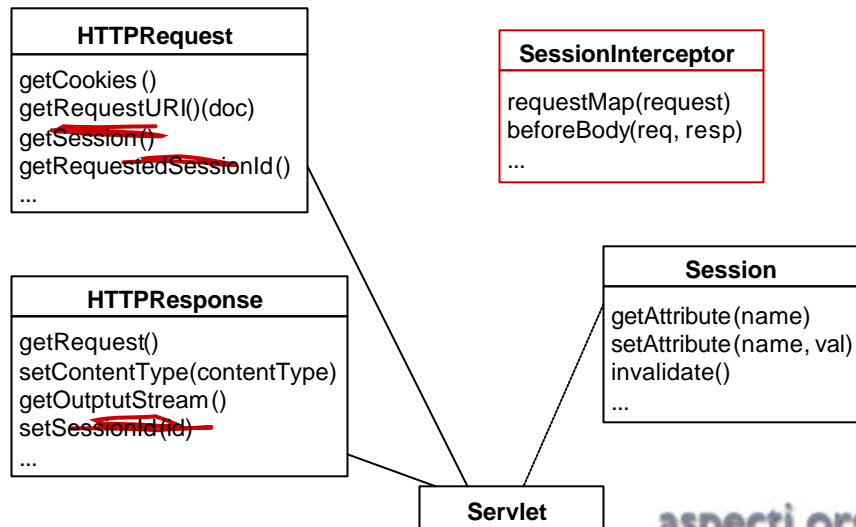 HTTPRequest
getCookies ()
getRequestURI()(doc)
getSession()
getRequestedSessionId()
...
SessionInterceptor
requestMap(request)
beforeBody(req, resp)
...
HTTPResponse
getRequest()
setContentType(contentType)
getOutptutStream()
setSessionId(id)
...
Session
getAttribute(name)
setAttribute(name, val)
invalidate()
...
Servlet